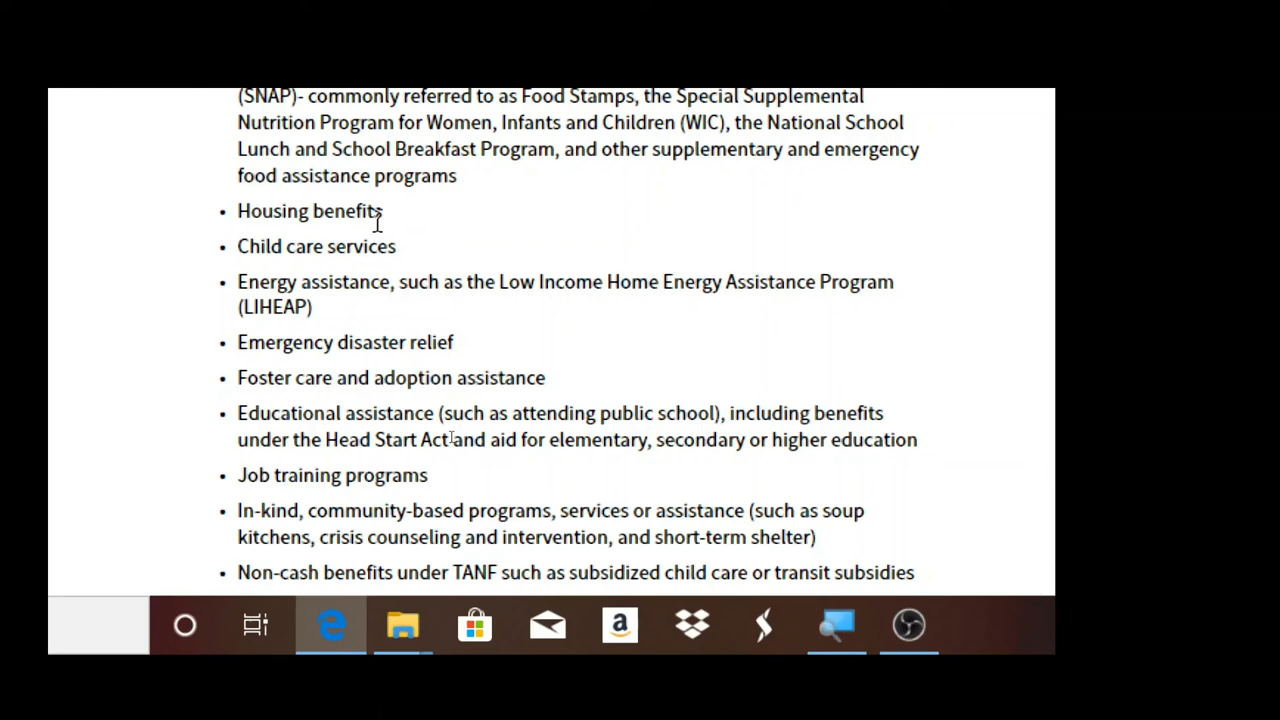 (SNAP)- commonly referred to as Food Stamps, the Special Supplemental
Nutrition Program for Women, Infants and Children (WIC), the National School
Lunch and School Breakfast Program, and other supplementary and emergency
food assistance programs
• Housing benefits
• Child care services
• Energy assistance, such as the Low Income Home Energy Assistance Program
(LIHEAP)
• Emergency disaster relief
• Foster care and adoption assistance
• Educational assistance (such as attending public school), including benefits
under the Head Start Act and aid for elementary, secondary or higher education
• Job training programs
• In-kind, community-based programs, services or assistance (such as soup
kitchens, crisis counseling and intervention, and short-term shelter)
• Non-cash benefits under TANF such as subsidized child care or transit subsidies
a